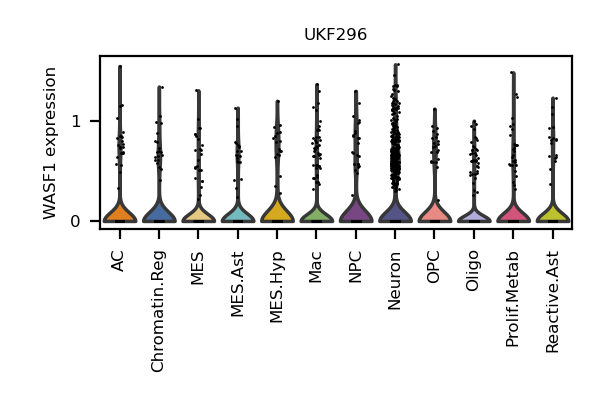 UKF296
WASF1 expression
1
0
AC
Chromatin.Reg
MES
MES.Ast
MES.Hyp
Mac
NPC
Neuron
OPC
Oligo
Prolif.Metab
Reactive.Ast